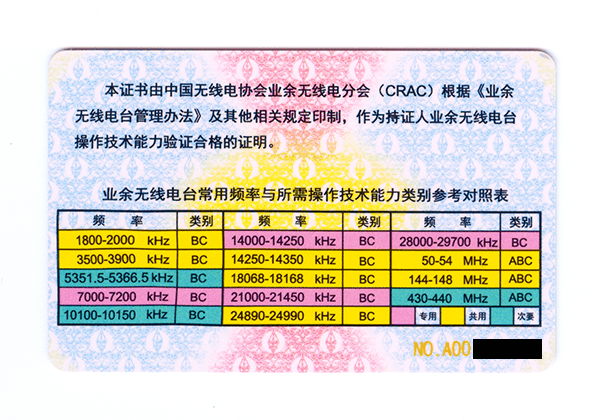 本证书由中国无线电协会业余无线电分会（CRAC）根据《业余
无线电台管理办法》及其他相关规定印制，作为持证人业余无线电台
操作技术能力验证合格的证明。
业余无线电台常用频率与所需操作技术能力类别参考对照表
频 率 类别 频 率 类别 频 率 类别
1800-2000 kHz BC 14000-14250 kHz BC 28000-29700 kHz BC
3500-3900 kHz BC 14250-14350 kHz BC 50-54 MHz ABC
5351.5-5366.5 kHz BC 18068-18168 kHz BC 144-148 MHz ABC
7000-7200 kHz BC 21000-21450 kHz BC 430-440 MHz ABC
10100-10150 kHz BC 24890-24990 kHz BC 专用 共用 次要
NO.A00